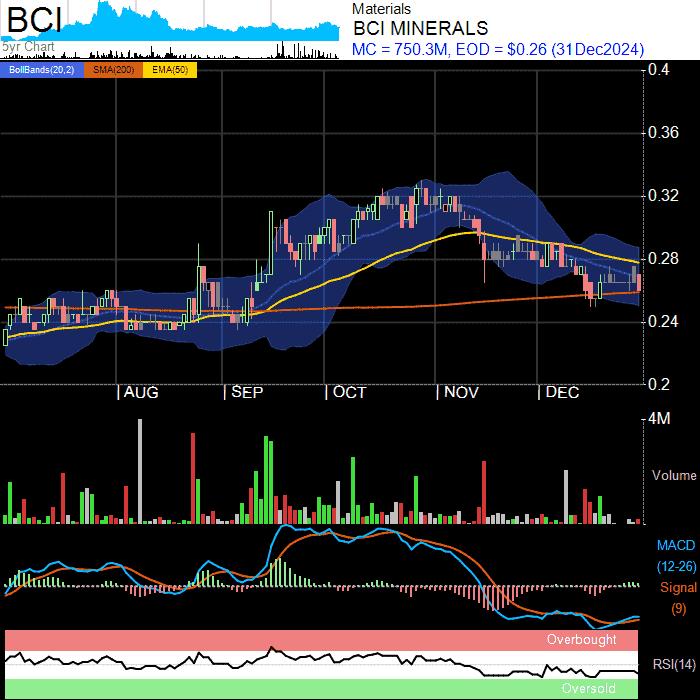 BCI
5yr Chart
Materials
BCI MINERALS
MC = 750.3M, EOD = $0.26 (31Dec2024)
BollBands(20,2) SMA(200) EMA(50)
0.4
0.36
0.32
0.28
0.24
0.2
AUG SEP OCT NOV DEC
4M
Volume
MACD
(12-26)
Signal
(9)
Overbought
RSI(14)
Oversold